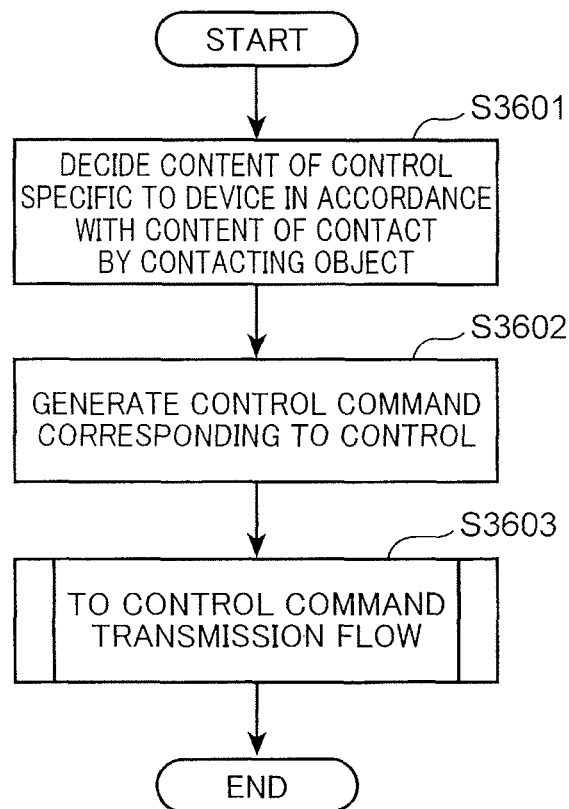 START
S3601
DECIDE CONTENT OF CONTROL
SPECIFIC TO DEVICE IN ACCORDANCE
WITH CONTENT OF CONTACT
BY CONTACTING OBJECT
S3602
GENERATE CONTROL COMMAND
CORRESPONDING TO CONTROL
S3603
TO CONTROL COMMAND
TRANSMISSION FLOW
END